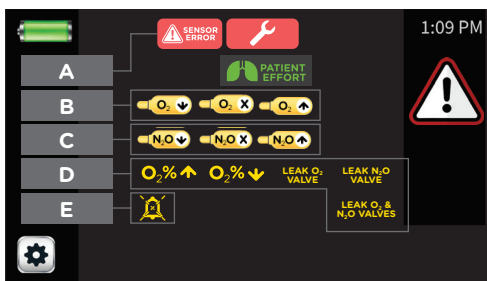 SENSOR
ERROR
1:09 PM
A
PATIENT
EFFORT
B
O₂
O₂ X
O₂
C
N₂O
N₂O X
N₂O
D
O₂%
O₂%
LEAK O₂
VALVE
LEAK N₂O
VALVE
E
LEAK O₂ &
N₂O VALVES